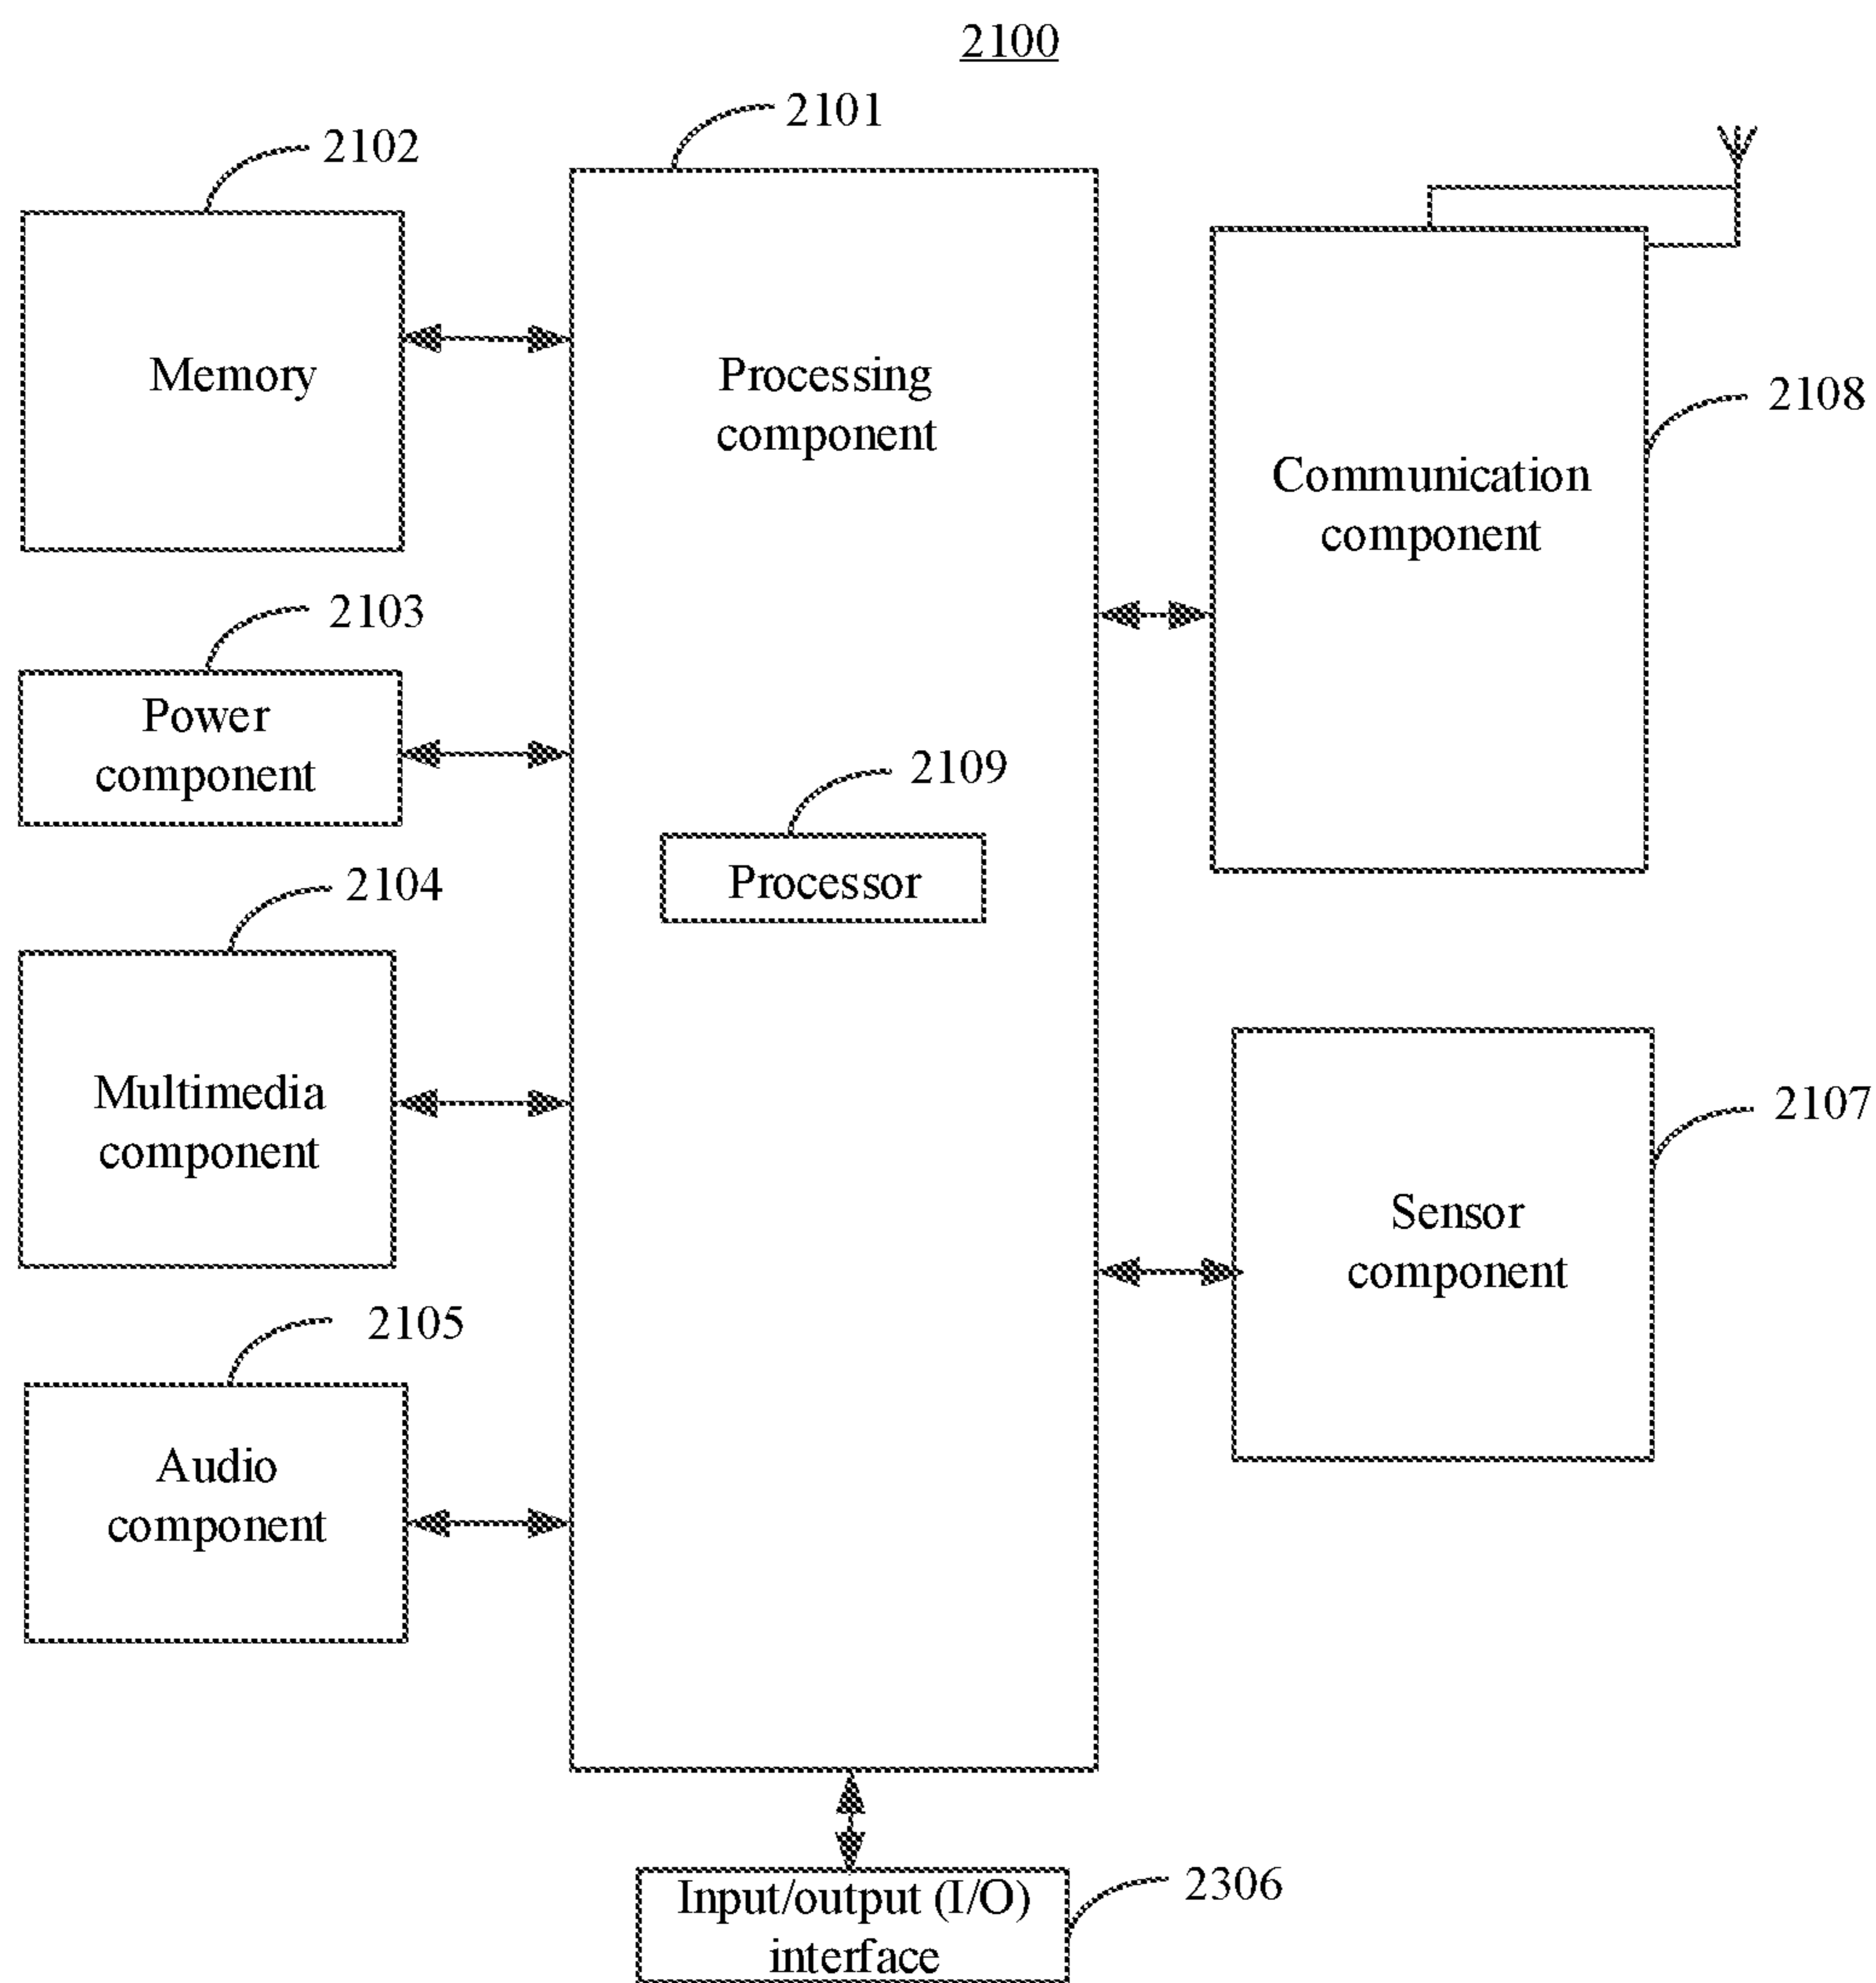 2100
2101
2102
Memory
Processing
component
2108
Communication
component
2103
Power
component
2109
Processor
2104
Multimedia
component
2107
Sensor
component
2105
Audio
component
2306
Input/output (I/O)
interface